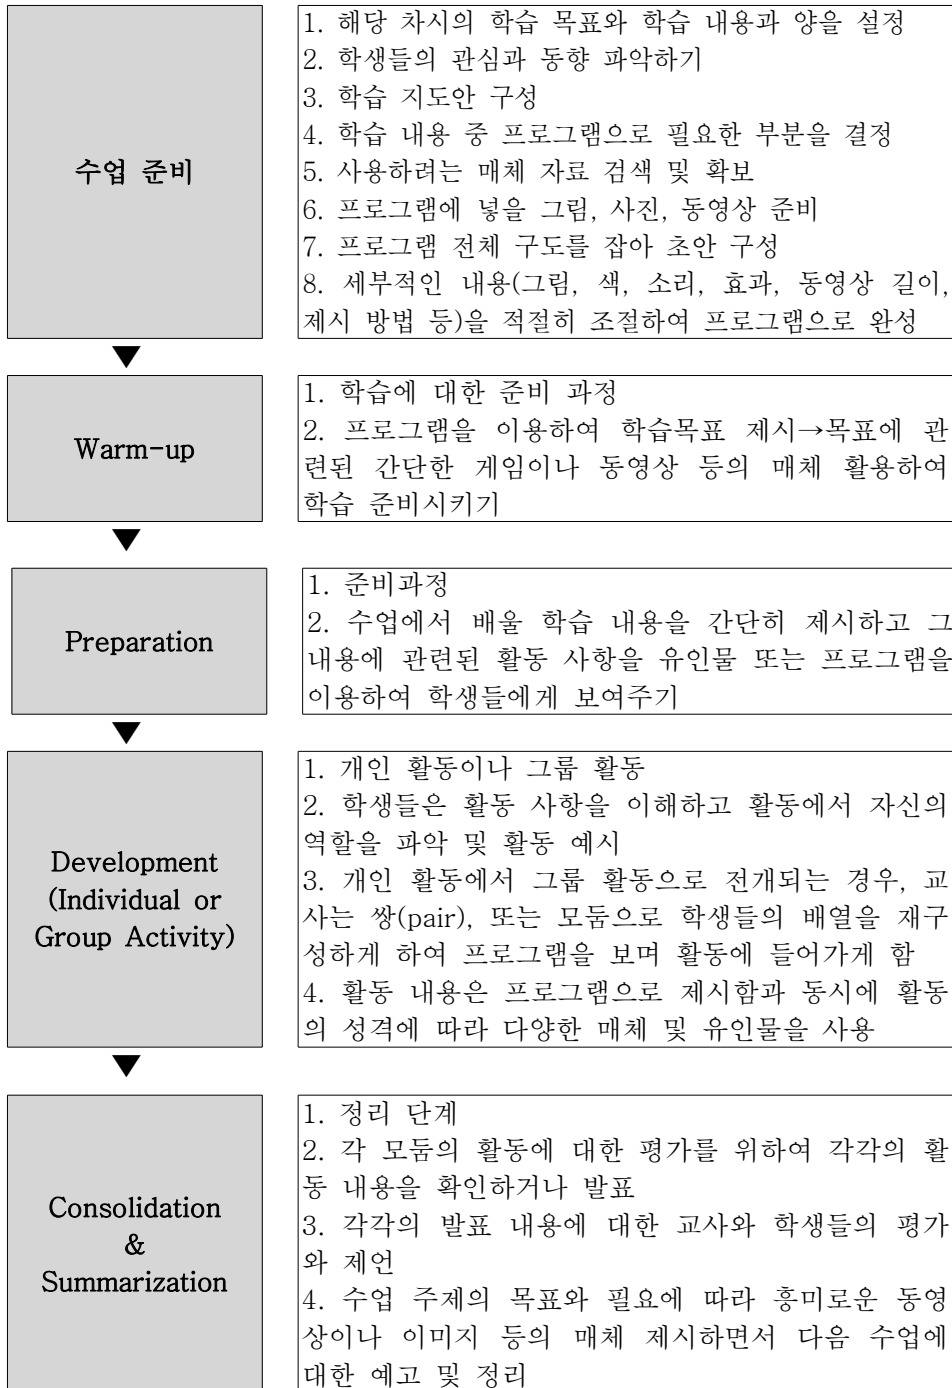 수업 준비
1. 해당 차시의 학습 목표와 학습 내용과 양을 설정
2. 학생들의 관심과 동향 파악하기
3. 학습 지도안 구성
4. 학습 내용 중 프로그램으로 필요한 부분을 결정
5. 사용하려는 매체 자료 검색 및 확보
6. 프로그램에 넣을 그림, 사진, 동영상 준비
7. 프로그램 전체 구도를 잡아 초안 구성
8. 세부적인 내용(그림, 색, 소리, 효과, 동영상 길이,
제시 방법 등)을 적절히 조절하여 프로그램으로 완성
▼
Warm-up
1. 학습에 대한 준비 과정
2. 프로그램을 이용하여 학습목표 제시→목표에 관
련된 간단한 게임이나 동영상 등의 매체 활용하여
학습 준비시키기
▼
Preparation
1. 준비과정
2. 수업에서 배울 학습 내용을 간단히 제시하고 그
내용에 관련된 활동 사항을 유인물 또는 프로그램을
이용하여 학생들에게 보여주기
▼
Development
(Individual or
Group Activity)
1. 개인 활동이나 그룹 활동
2. 학생들은 활동 사항을 이해하고 활동에서 자신의
역할을 파악 및 활동 예시
3. 개인 활동에서 그룹 활동으로 전개되는 경우, 교
사는 쌍(pair), 또는 모둠으로 학생들의 배열을 재구
성하게 하여 프로그램을 보며 활동에 들어가게 함
4. 활동 내용은 프로그램으로 제시함과 동시에 활동
의 성격에 따라 다양한 매체 및 유인물을 사용
▼
Consolidation
&
Summarization
1. 정리 단계
2. 각 모둠의 활동에 대한 평가를 위하여 각각의 활
동 내용을 확인하거나 발표
3. 각각의 발표 내용에 대한 교사와 학생들의 평가
와 제언
4. 수업 주제의 목표와 필요에 따라 흥미로운 동영
상이나 이미지 등의 매체 제시하면서 다음 수업에
대한 예고 및 정리